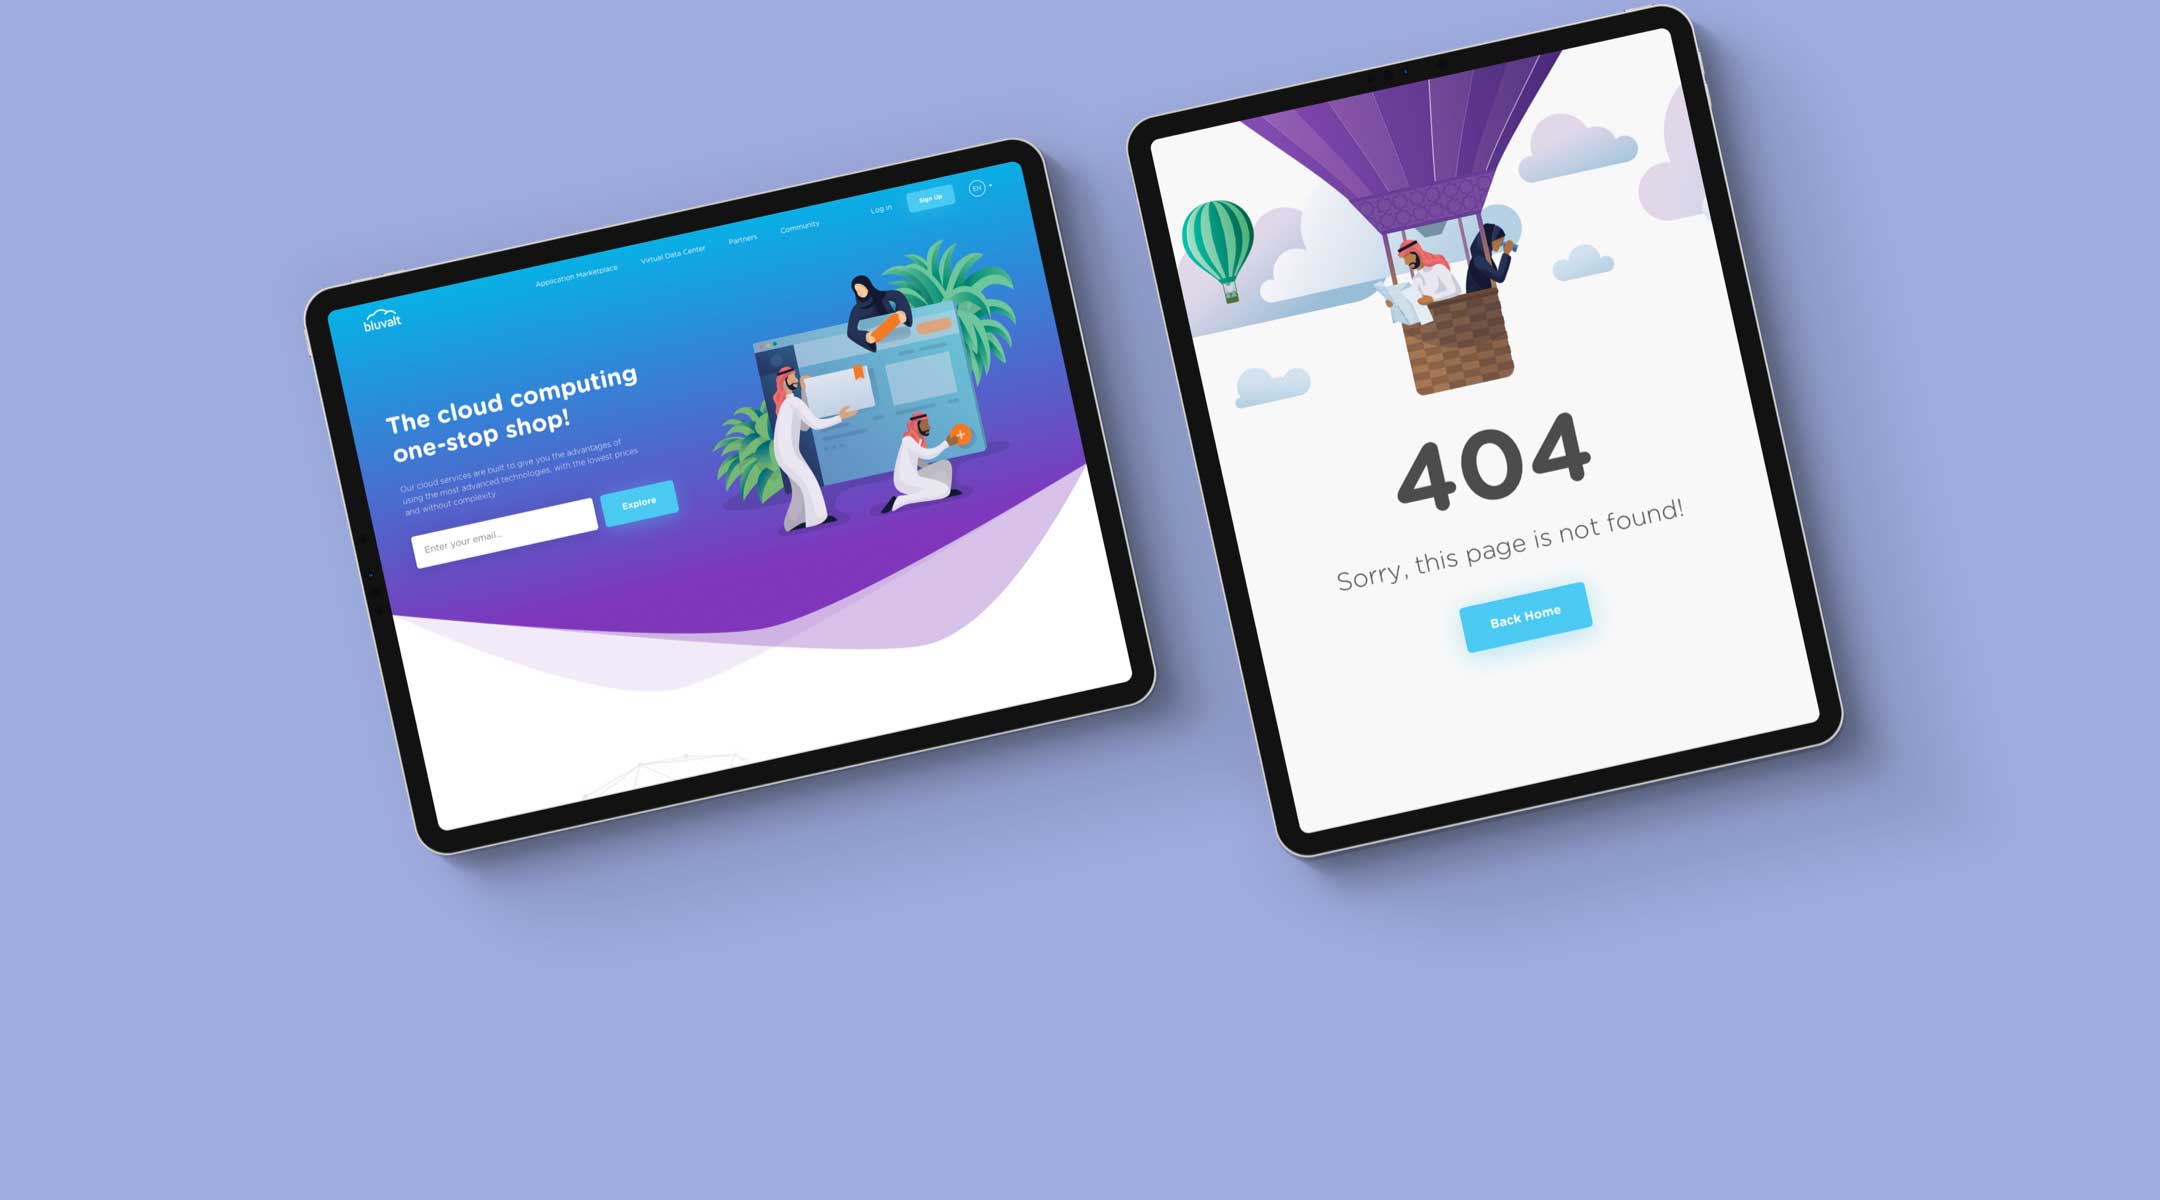 bluvalt
Application Marketplace
Virtual Data Center
Partners
Community
Log in
Sign Up
EN
The cloud computing
one-stop shop!
Our cloud services are built to give you the advantages of
using the most advanced technologies, with the lowest prices
and without complexity.
Enter your email...
Explore
404
Sorry, this page is not found!
Back Home